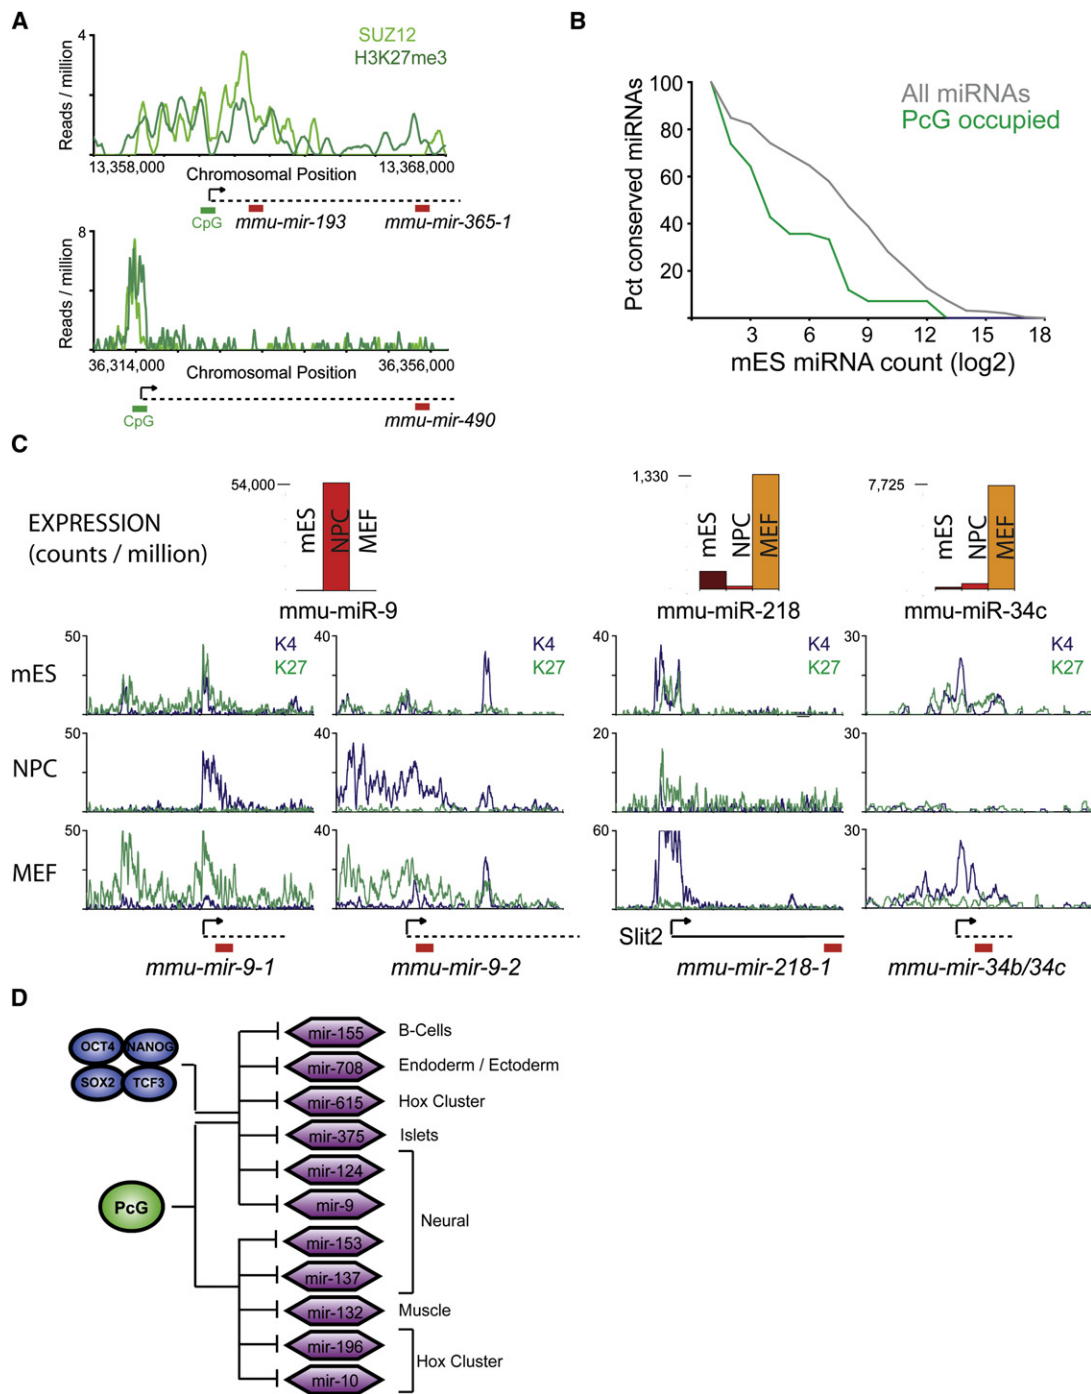 A
4
SUZ12
H3K27me3
Reads / million
13,358,000
13,368,000
Chromosomal Position
CpG
mmu-mir-193
mmu-mir-365-1
8
Reads / million
36,314,000
36,356,000
Chromosomal Position
CpG
mmu-mir-490
B
100
80
60
40
20
Pct conserved miRNAs
All miRNAs
PcG occupied
3 6 9 12 15 18
mES miRNA count (log2)
C
EXPRESSION
(counts / million)
54,000
mES NPC MEF
mmu-miR-9
1,330
mES NPC MEF
mmu-miR-218
7,725
mES NPC MEF
mmu-miR-34c
mES
50 K4 K27
40 K4 K27
50 K4 K27
30 K4 K27
NPC
50 40 20 30
MEF
50 40 60 30
mmu-mir-9-1
mmu-mir-9-2
Slit2
mmu-mir-218-1
mmu-mir-34b/34c
D
OCT4 NANOG
SOX2 TCF3
PcG
mir-155 B-Cells
mir-708 Endoderm / Ectoderm
mir-615 Hox Cluster
mir-375 Islets
mir-124
mir-9
Neural
mir-153
mir-137
mir-132 Muscle
mir-196
Hox Cluster
mir-10